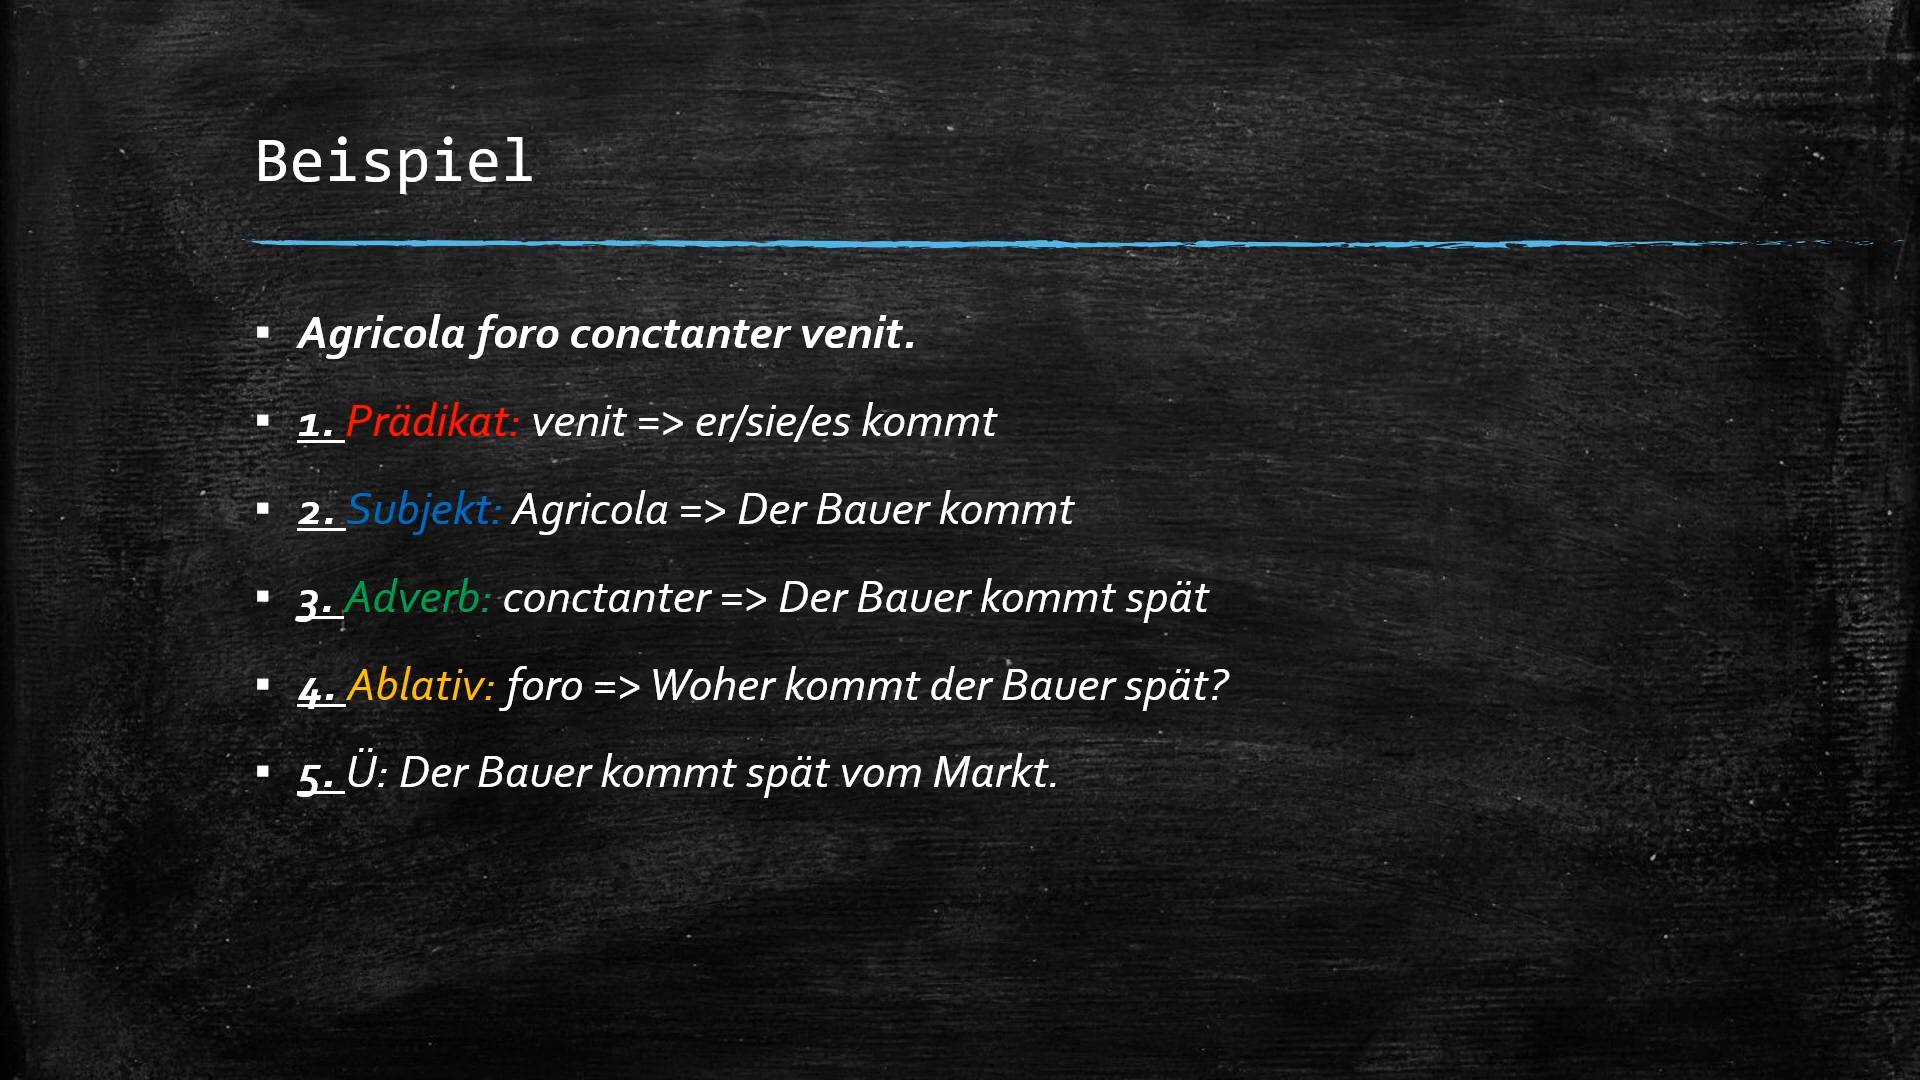 Beispiel
▪ Agricola foro conctanter venit.
▪ 1. Prädikat: venit => er/sie/es kommt
▪ 2. Subjekt: Agricola => Der Bauer kommt
▪ 3. Adverb: conctanter => Der Bauer kommt spät
▪ 4. Ablativ: foro => Woher kommt der Bauer spät?
▪ 5. Ü: Der Bauer kommt spät vom Markt.